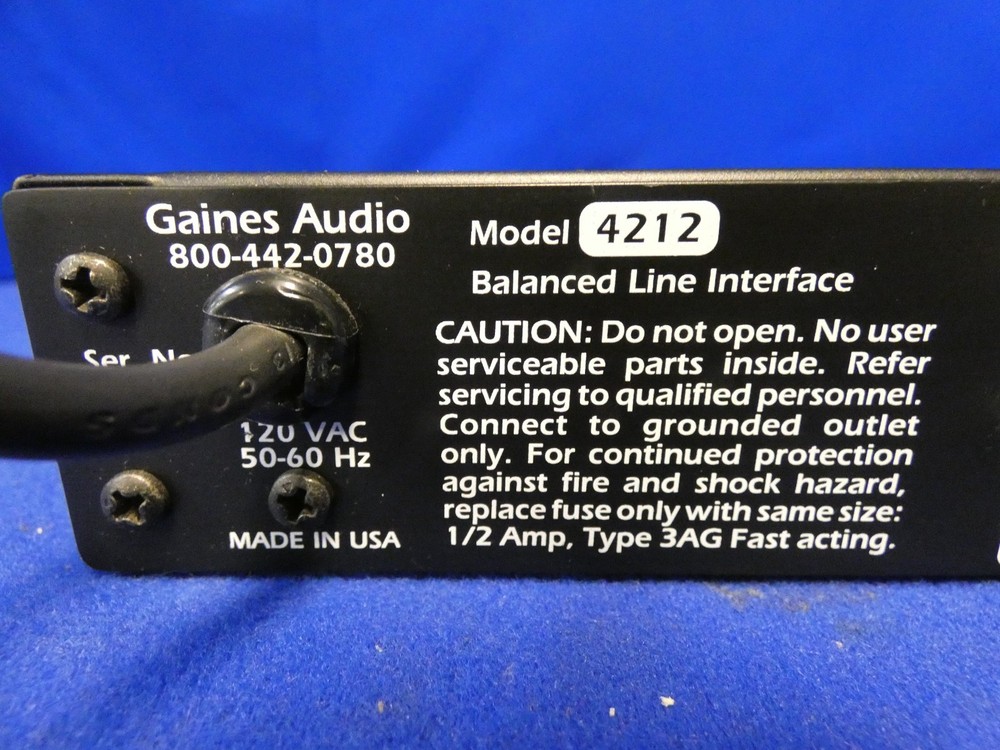 Gaines Audio
800-442-0780
Ser. No
120 VAC
50-60 Hz
MADE IN USA
Model 4212
Balanced Line Interface
CAUTION: Do not open. No user
serviceable parts inside. Refer
servicing to qualified personnel.
Connect to grounded outlet
only. For continued protection
against fire and shock hazard,
replace fuse only with same size:
1/2 Amp, Type 3AG Fast acting.